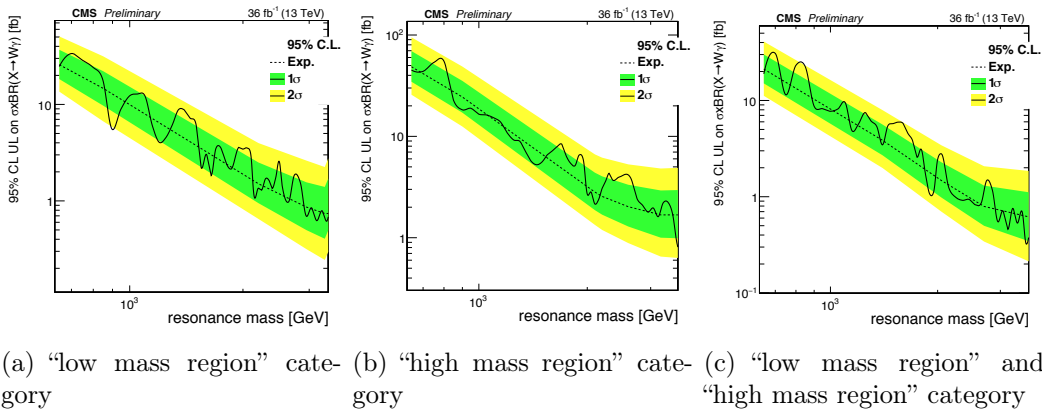 CMS Preliminary 36 fb⁻¹ (13 TeV)
95% CL UL on σxBR(X→Wγ) [fb]
95% C.L.
Exp.
1σ
2σ
10
1
10³
resonance mass [GeV]
(a) “low mass region” cate-
gory
CMS Preliminary 36 fb⁻¹ (13 TeV)
95% CL UL on σxBR(X→Wγ) [fb]
95% C.L.
Exp.
1σ
2σ
10²
10
1
10³
resonance mass [GeV]
(b) “high mass region” cat-
egory
CMS Preliminary 36 fb⁻¹ (13 TeV)
95% CL UL on σxBR(X→Wγ) [fb]
95% C.L.
Exp.
1σ
2σ
10
1
10⁻¹
10³
resonance mass [GeV]
(c) “low mass region” and
“high mass region” category